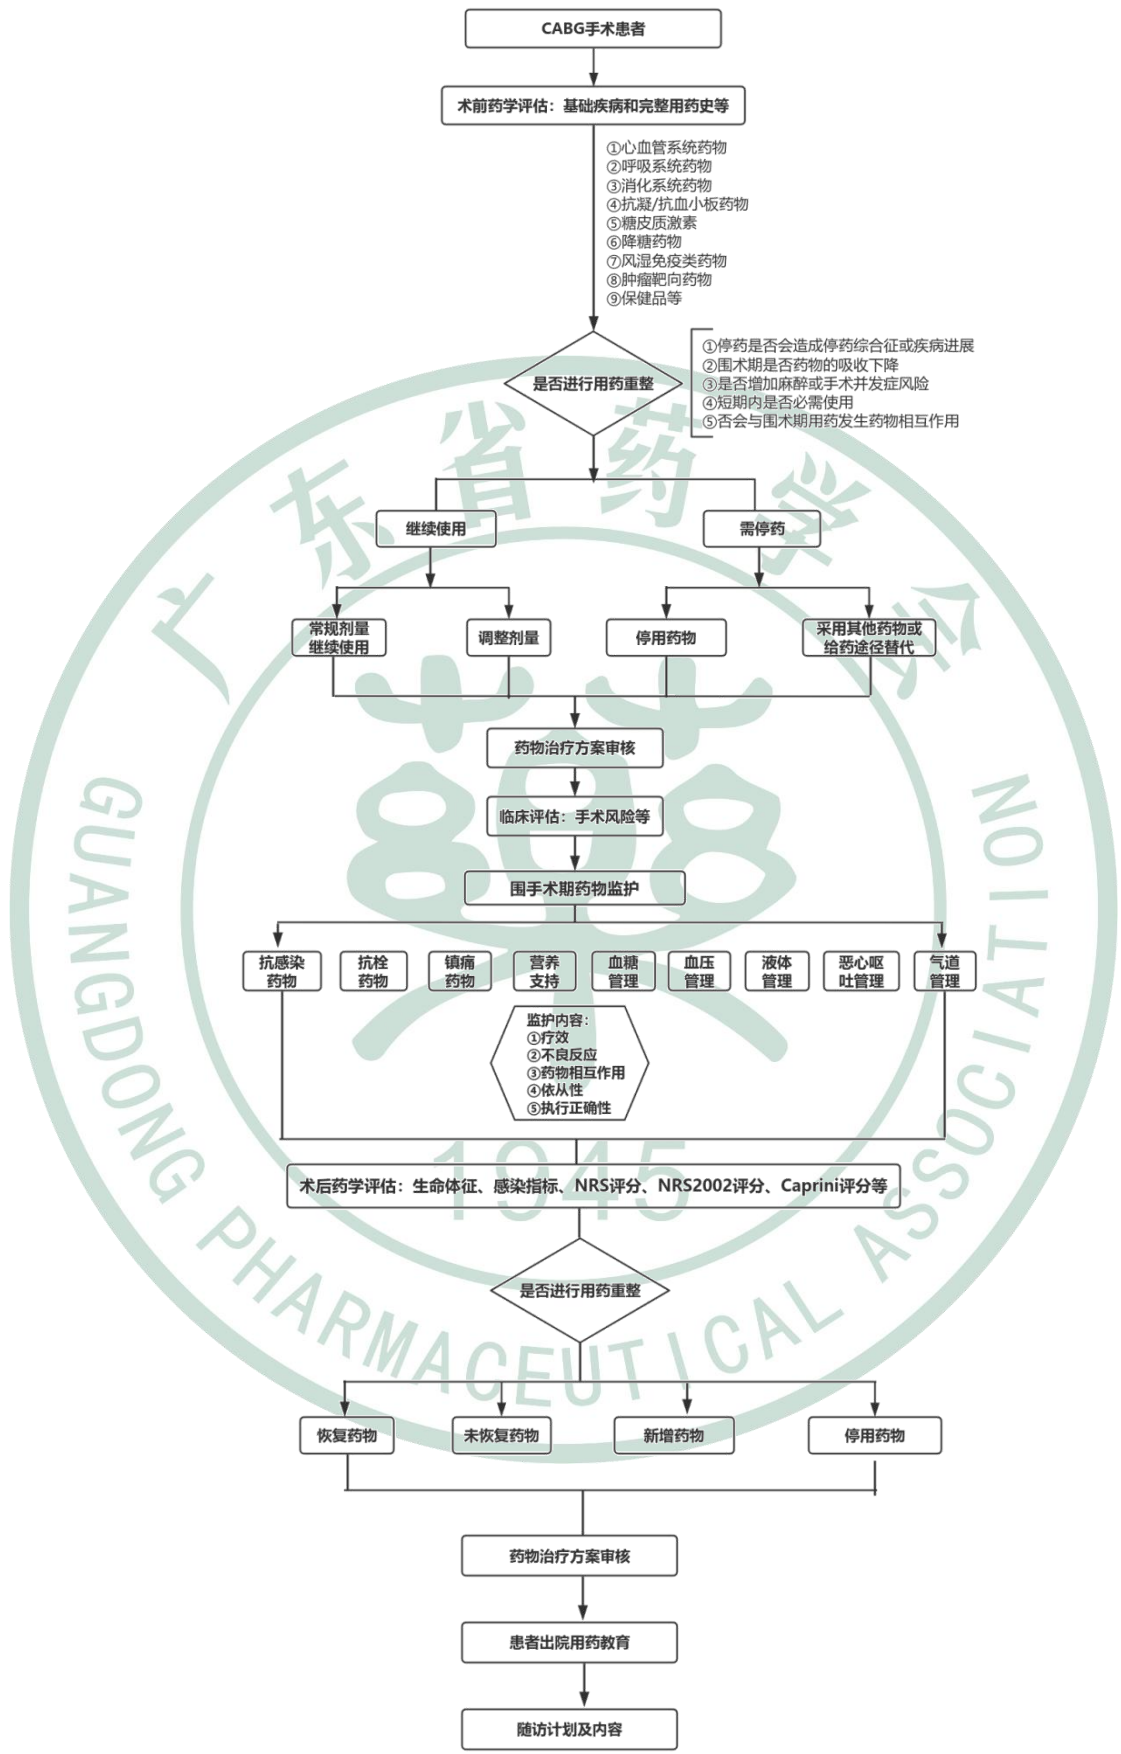 CABG手术患者
术前药学评估：基础疾病和完整用药史等
①心血管系统药物
②呼吸系统药物
③消化系统药物
④抗凝/抗血小板药物
⑤糖皮质激素
⑥降糖药物
⑦风湿免疫类药物
⑧肿瘤靶向药物
⑨保健品等
是否进行用药重整
①停药是否会造成停药综合征或疾病进展
②围术期是否药物的吸收下降
③是否增加麻醉或手术并发症风险
④短期内是否必需使用
⑤否会与围术期用药发生药物相互作用
继续使用
需停药
常规剂量
继续使用
调整剂量
停用药物
采用其他药物或
给药途径替代
药物治疗方案审核
临床评估：手术风险等
围手术期药物监护
抗感染
药物
抗栓
药物
镇痛
药物
营养
支持
血糖
管理
血压
管理
液体
管理
恶心呕
吐管理
气道
管理
监护内容：
①疗效
②不良反应
③药物相互作用
④依从性
⑤执行正确性
术后药学评估：生命体征、感染指标、NRS评分、NRS2002评分、Caprini评分等
是否进行用药重整
恢复药物
未恢复药物
新增药物
停用药物
药物治疗方案审核
患者出院用药教育
随访计划及内容
广东省药学会
GUANGDONG PHARMACEUTICAL ASSOCIATION
1945